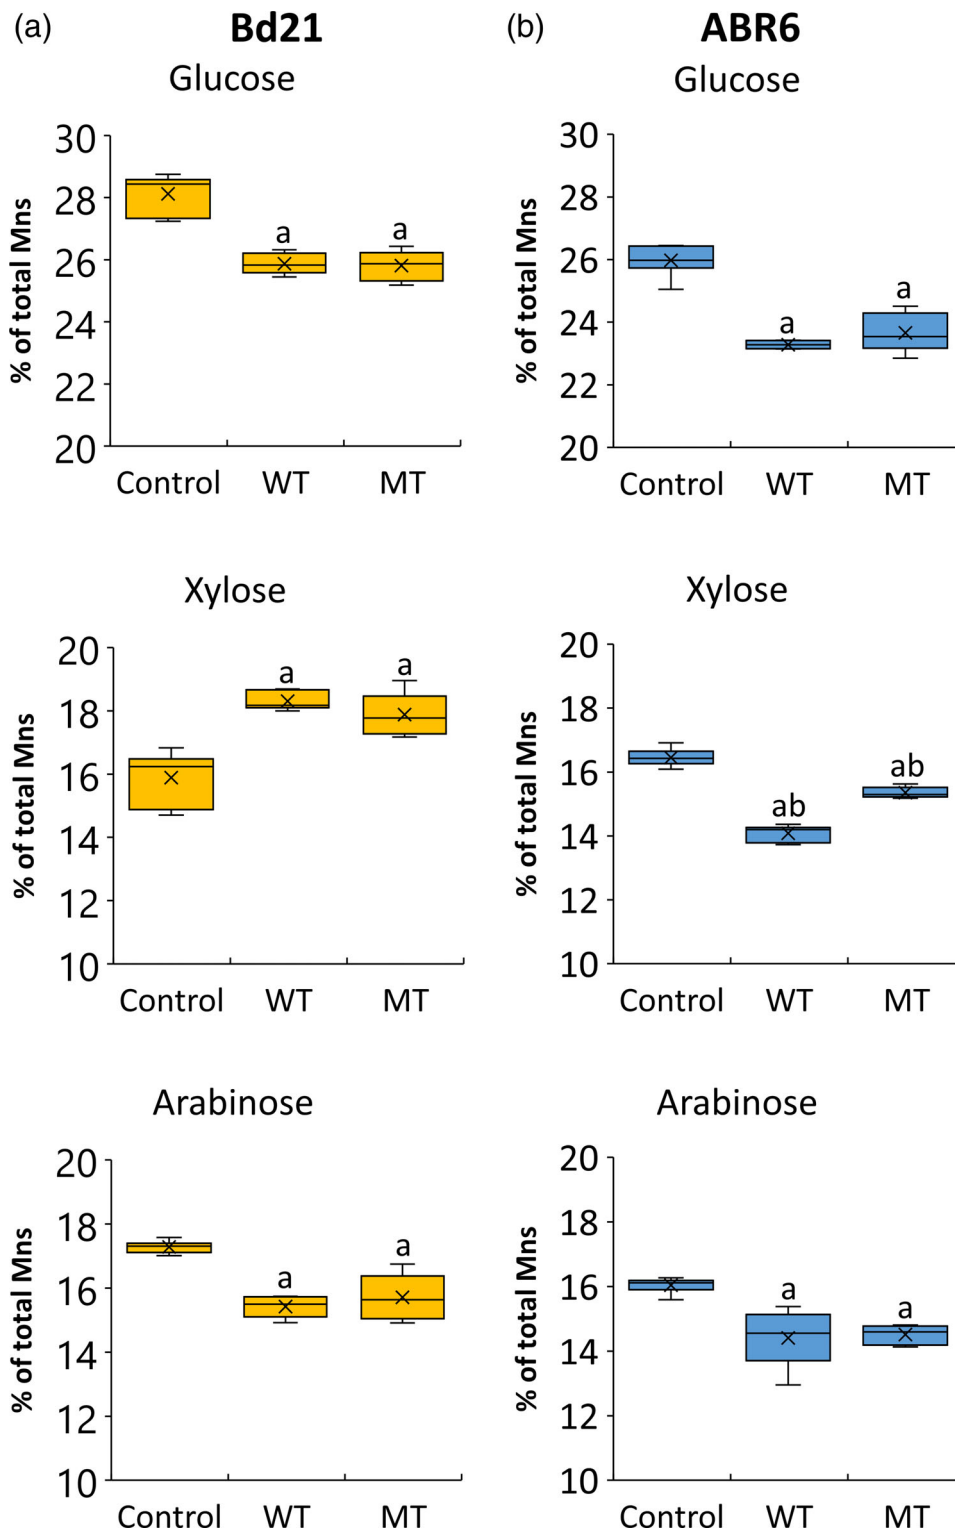 (a) Bd21
Glucose
% of total Mns
30
28
26
24
22
20
a
a
Control WT MT
Xylose
% of total Mns
20
18
16
14
12
10
a
a
Control WT MT
Arabinose
% of total Mns
20
18
16
14
12
10
a
a
Control WT MT
(b) ABR6
Glucose
% of total Mns
30
28
26
24
22
20
a
a
Control WT MT
Xylose
% of total Mns
20
18
16
14
12
10
ab
ab
Control WT MT
Arabinose
% of total Mns
20
18
16
14
12
10
a
a
Control WT MT